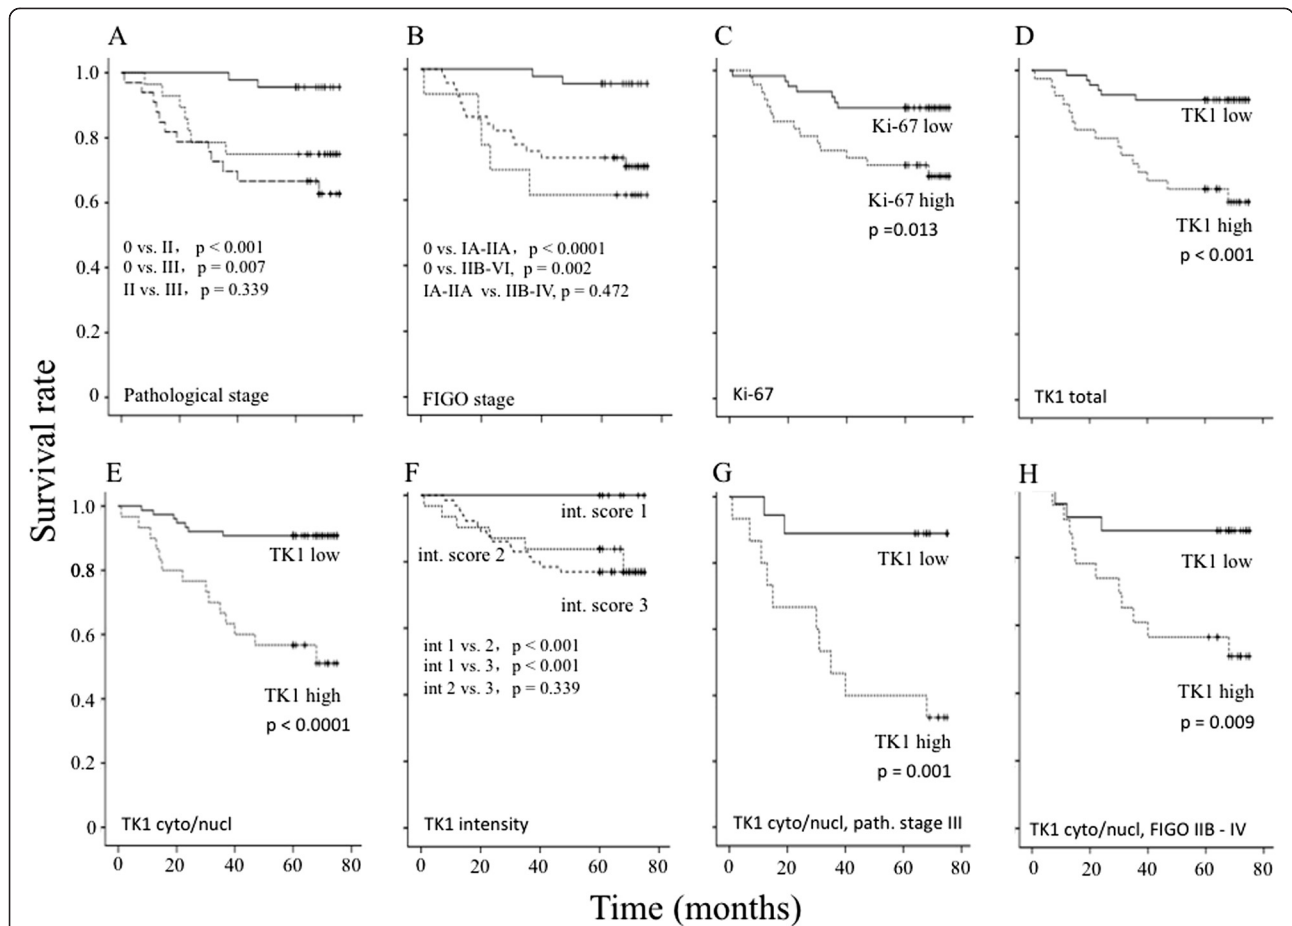 A
1.0
0.8
0.6
0.4
0.2
0
0 vs. II, p < 0.001
0 vs. III, p = 0.007
II vs. III, p = 0.339
Pathological stage
B
0 vs. IA-IIA, p < 0.0001
0 vs. IIB-VI, p = 0.002
IA-IIA vs. IIB-IV, p = 0.472
FIGO stage
C
Ki-67 low
Ki-67 high
p =0.013
Ki-67
D
TK1 low
TK1 high
p < 0.001
TK1 total
Survival rate
E
1.0
0.8
0.6
0.4
0.2
0
TK1 low
TK1 high
p < 0.0001
TK1 cyto/nucl
0 20 40 60 80
F
int. score 1
int. score 2
int. score 3
int 1 vs. 2, p < 0.001
int 1 vs. 3, p < 0.001
int 2 vs. 3, p = 0.339
TK1 intensity
0 20 40 60 80
G
TK1 low
TK1 high
p = 0.001
TK1 cyto/nucl, path. stage III
0 20 40 60 80
H
TK1 low
TK1 high
p = 0.009
TK1 cyto/nucl, FIGO IIB - IV
0 20 40 60 80
Time (months)